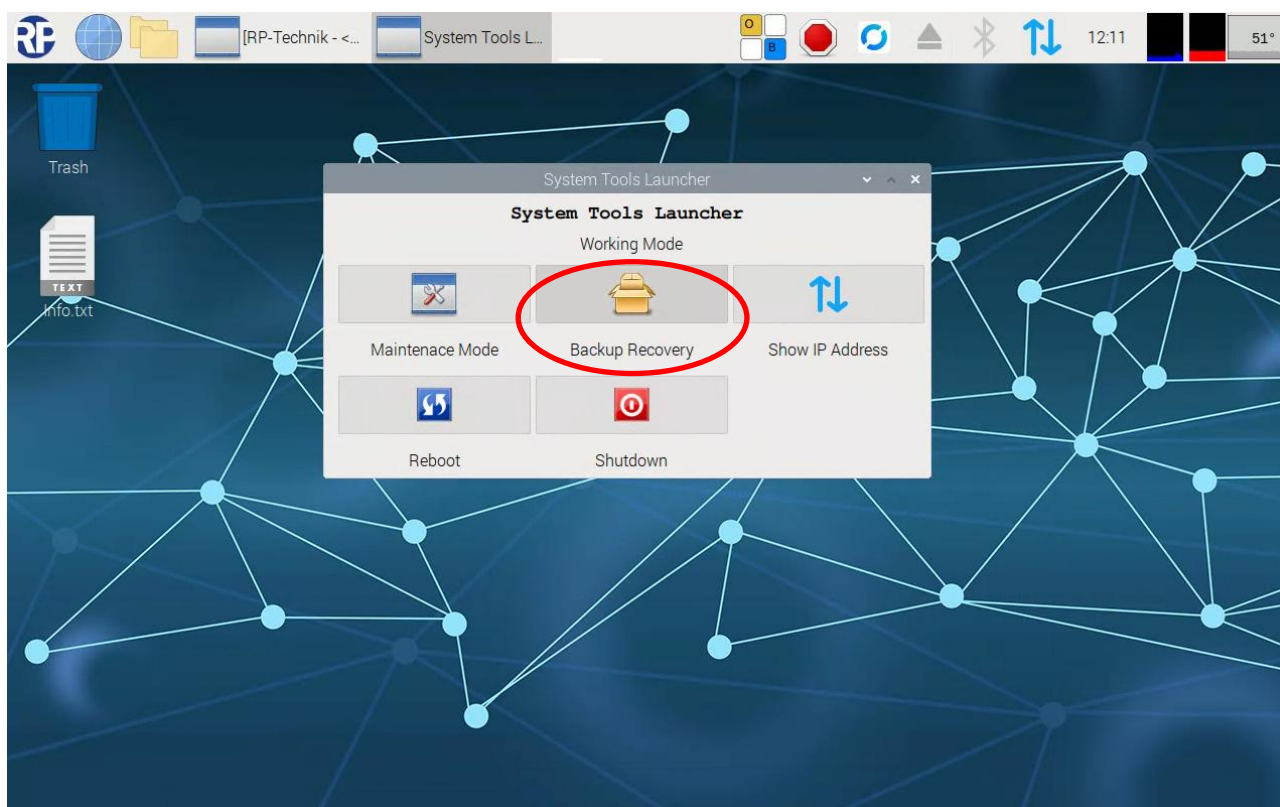 RP [RP-Technik - <... System Tools L... O B 12:11 51°
Trash
TEXT
Info.txt
System Tools Launcher
System Tools Launcher
Working Mode
Maintenace Mode Backup Recovery Show IP Address
Reboot Shutdown